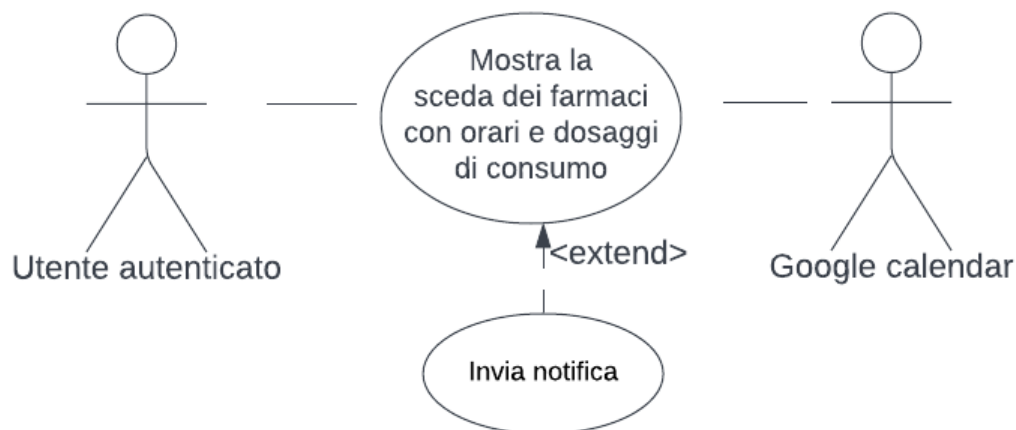 Mostra la
sceda dei farmaci
con orari e dosaggi
di consumo
<extend>
Utente autenticato
Google calendar
Invia notifica